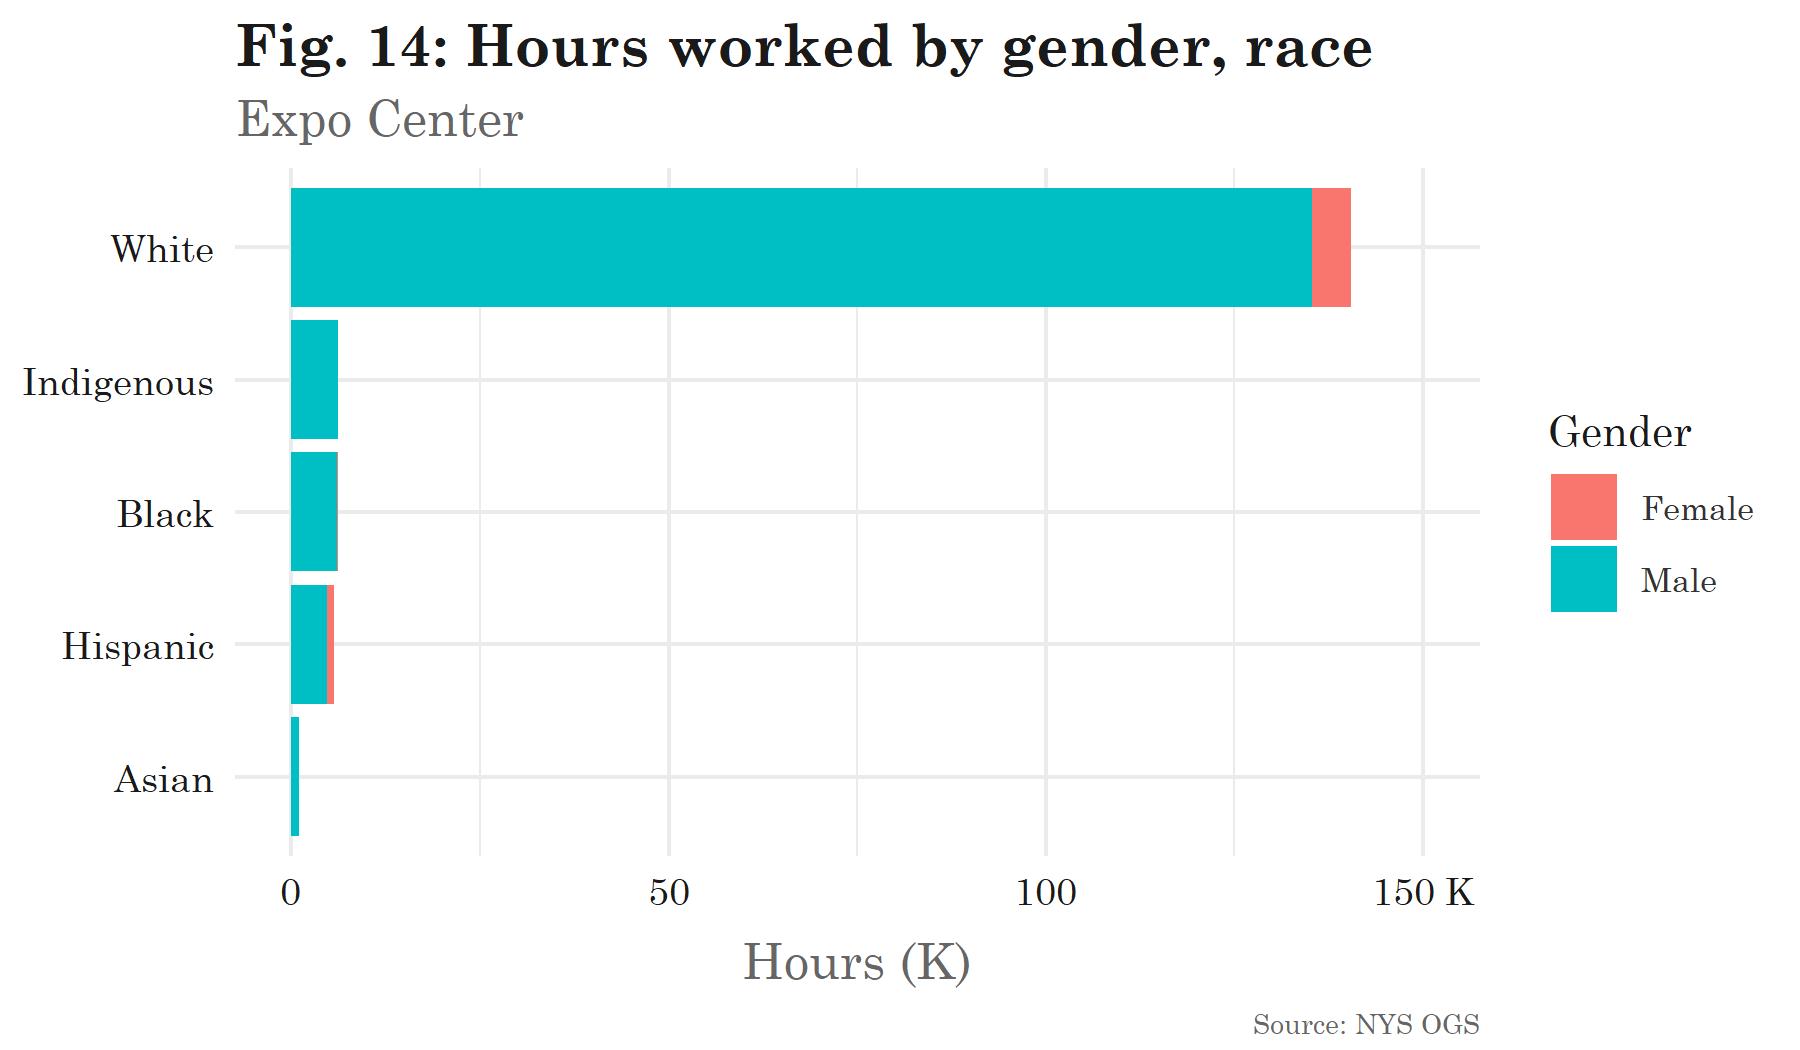 Fig. 14: Hours worked by gender, race
Expo Center
White
Indigenous
Black
Hispanic
Asian
0 50 100 150 K
Hours (K)
Gender
Female
Male
Source: NYS OGS